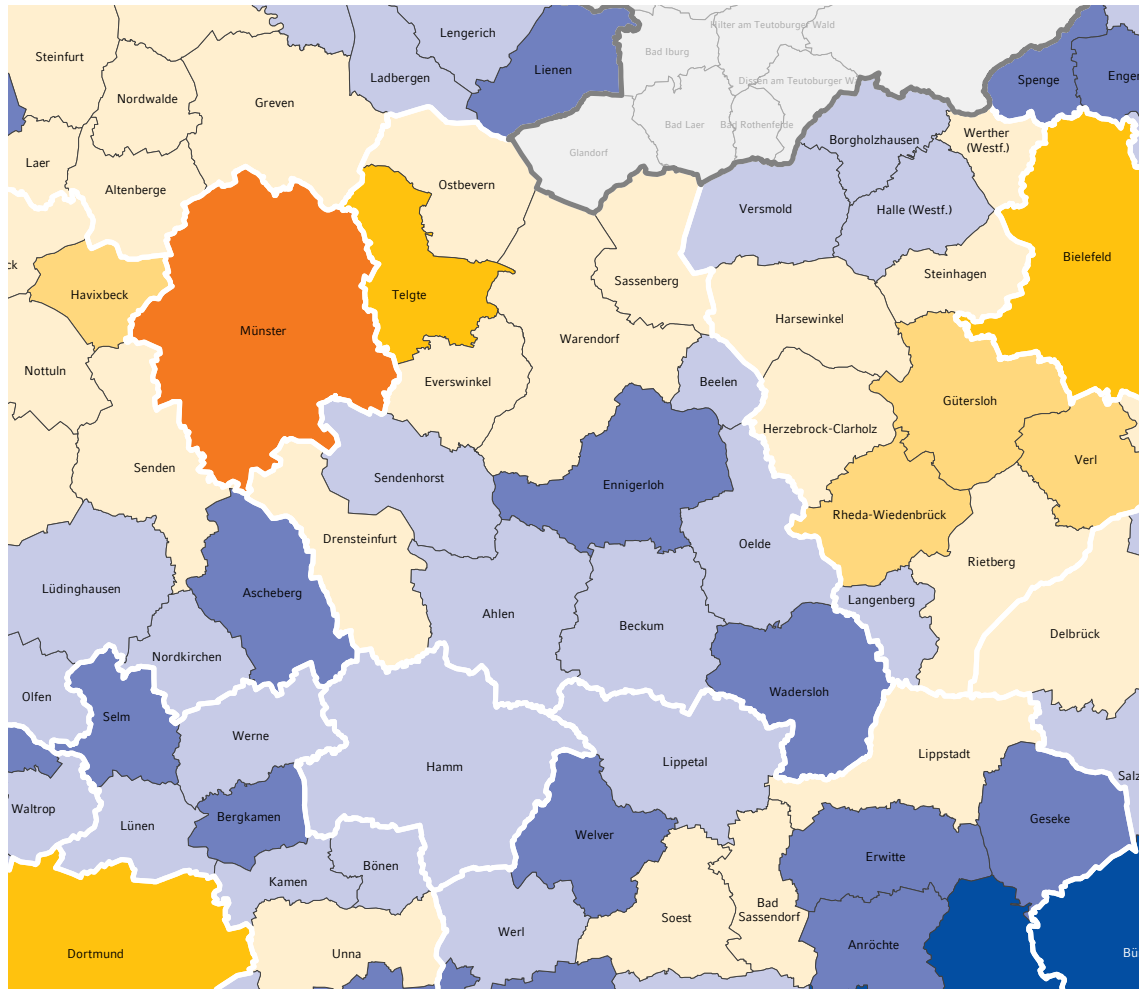 Hilter am Teutoburger Wald
Lengerich
Bad Iburg
Steinfurt
Lienen
Ladbergen
Dissen am Teutoburger W
Spenge
Enger
Nordwalde
Greven
Bad Laer
Bad Rothenfelde
Werther
(Westf.)
Borgholzhausen
Glandorf
Laer
Altenberge
Ostbevern
Versmold
Halle (Westf.)
Bielefeld
ck
Steinhagen
Havixbeck
Telgte
Sassenberg
Harsewinkel
Münster
Warendorf
Nottuln
Everswinkel
Beelen
Gütersloh
Herzebrock-Clarholz
Verl
Senden
Sendenhorst
Ennigerloh
Rheda-Wiedenbrück
Drensteinfurt
Oelde
Rietberg
Lüdinghausen
Ascheberg
Langenberg
Ahlen
Beckum
Delbrück
Nordkirchen
Olfen
Wadersloh
Selm
Werne
Lippstadt
Hamm
Lippetal
Salz
Waltrop
Bergkamen
Geseke
Lünen
Welver
Erwitte
Bönen
Kamen
Bad
Sassendorf
Soest
Werl
Anröchte
Dortmund
Unna
Bü